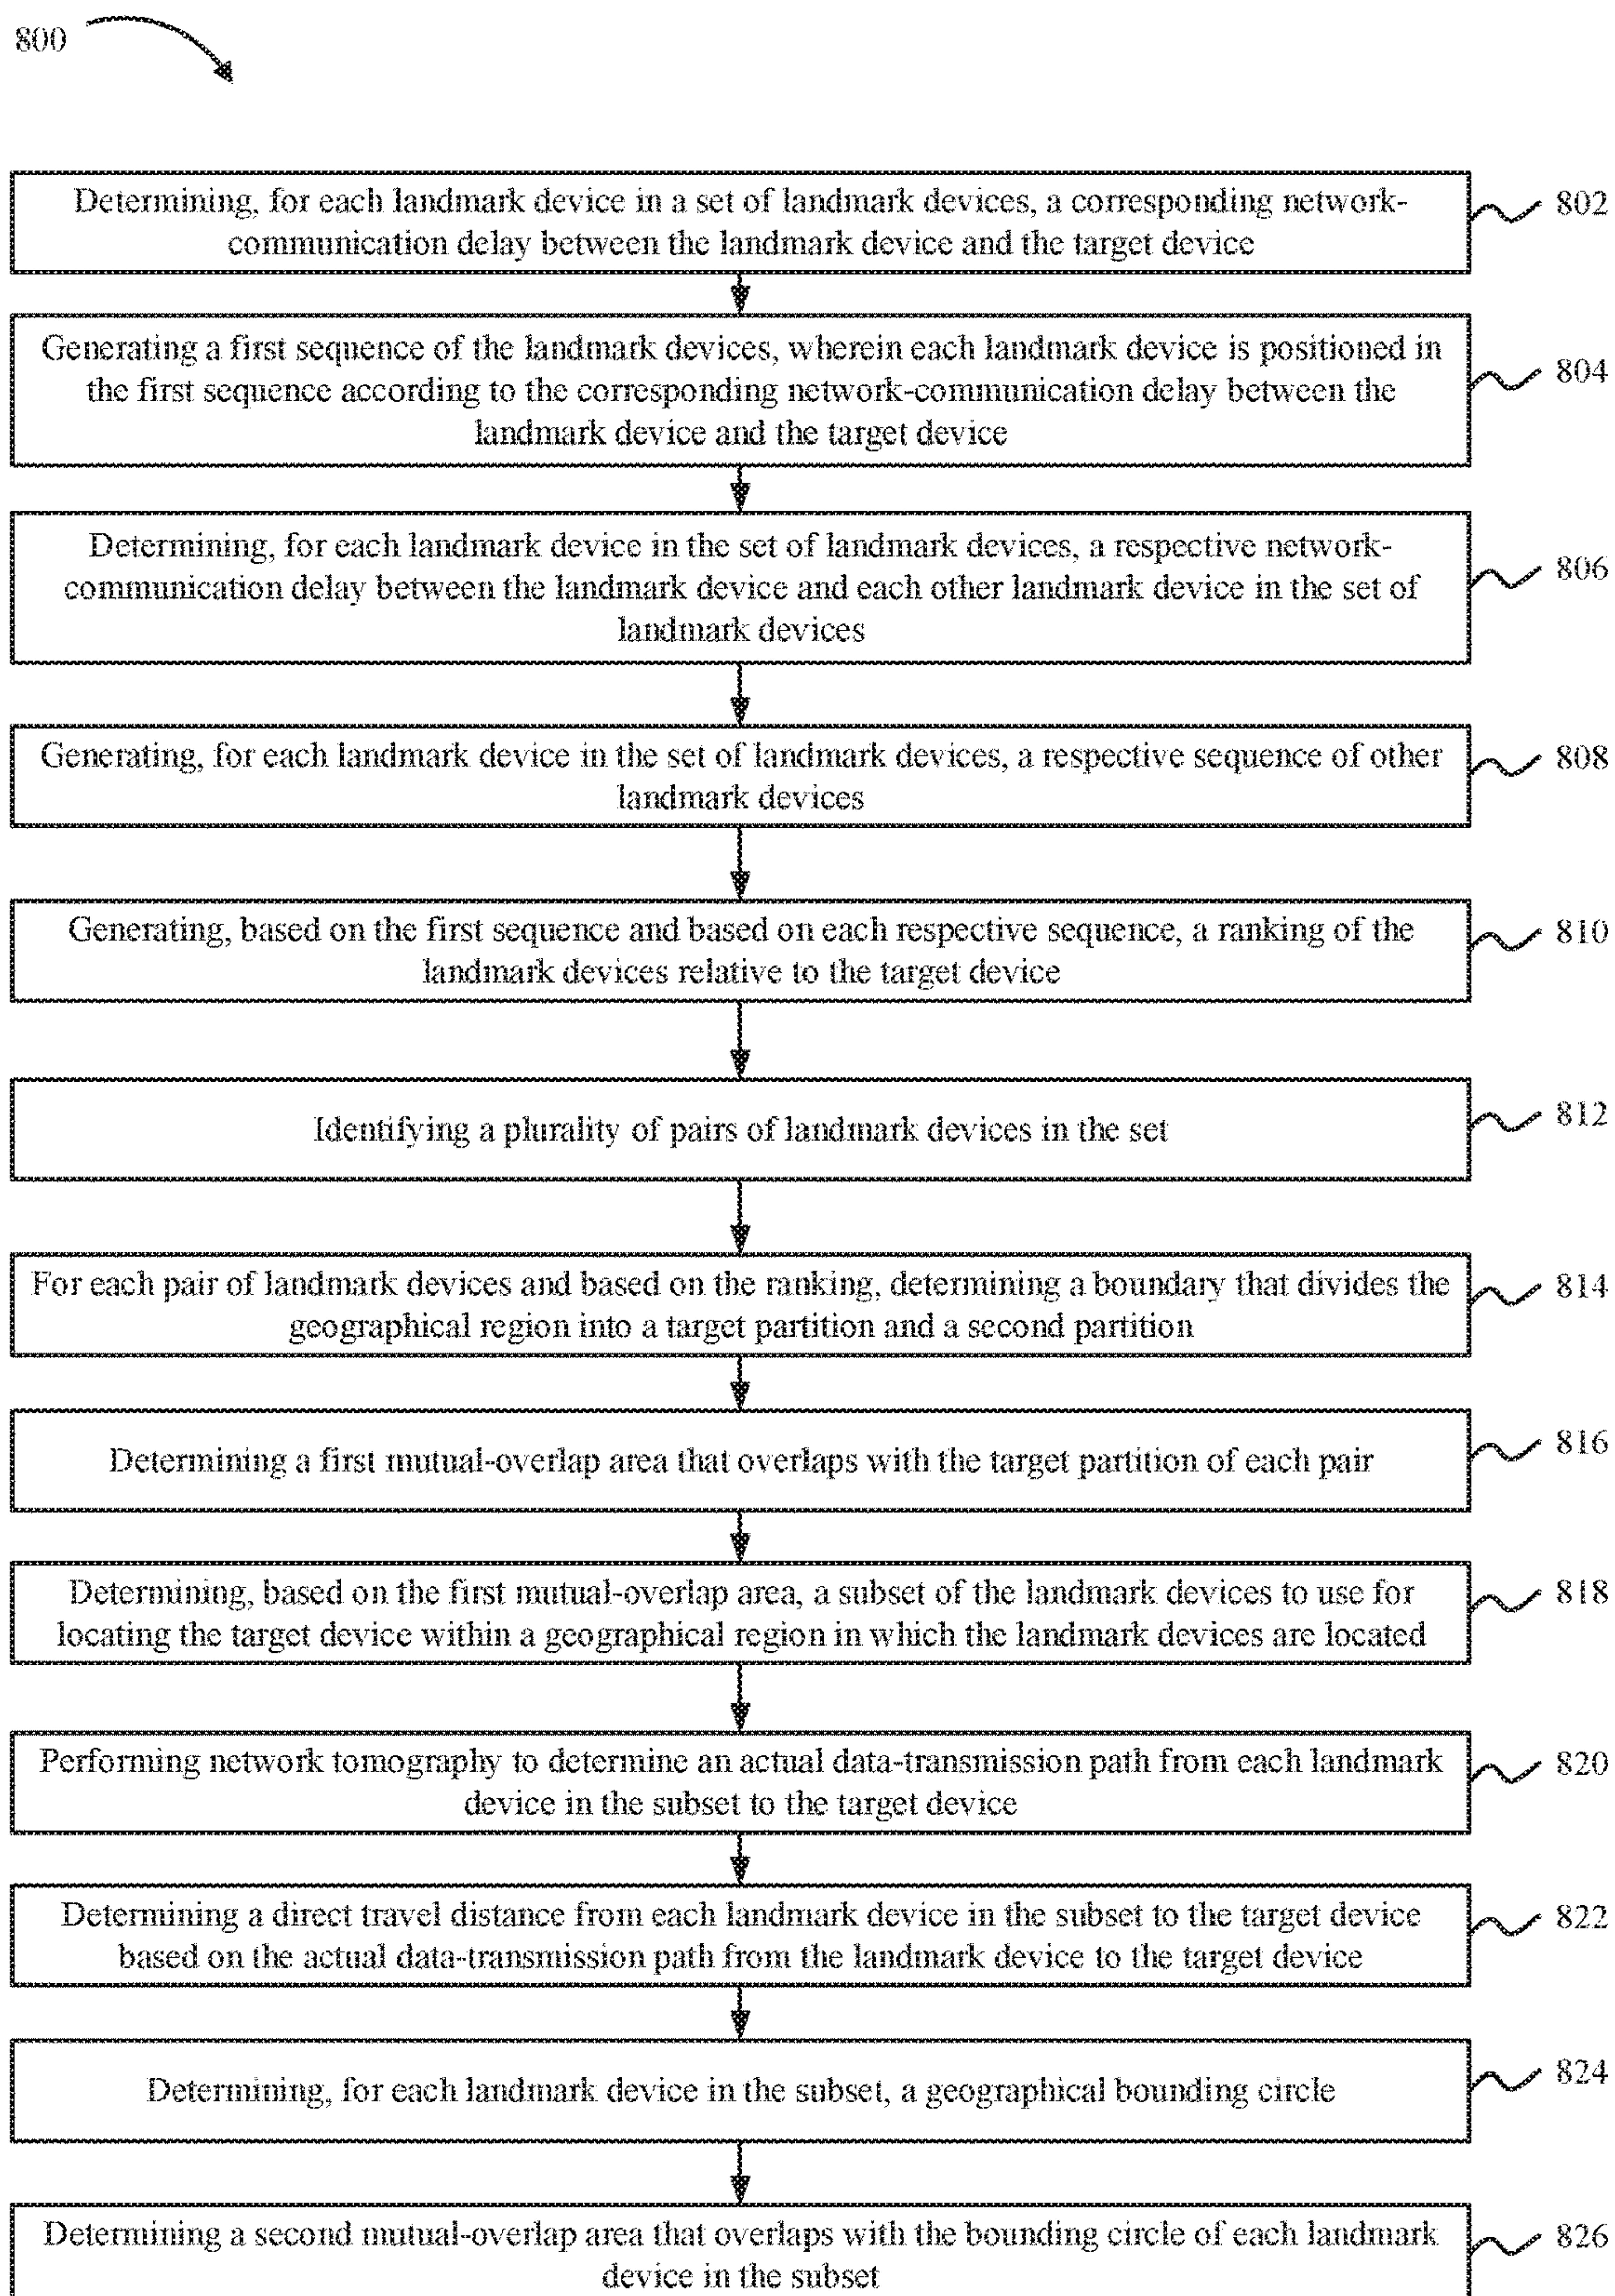 800
Determining, for each landmark device in a set of landmark devices, a corresponding network-
communication delay between the landmark device and the target device
802
Generating a first sequence of the landmark devices, wherein each landmark device is positioned in
the first sequence according to the corresponding network-communication delay between the
landmark device and the target device
804
Determining, for each landmark device in the set of landmark devices, a respective network-
communication delay between the landmark device and each other landmark device in the set of
landmark devices
806
Generating, for each landmark device in the set of landmark devices, a respective sequence of other
landmark devices
808
Generating, based on the first sequence and based on each respective sequence, a ranking of the
landmark devices relative to the target device
810
Identifying a plurality of pairs of landmark devices in the set
812
For each pair of landmark devices and based on the ranking, determining a boundary that divides the
geographical region into a target partition and a second partition
814
Determining a first mutual-overlap area that overlaps with the target partition of each pair
816
Determining, based on the first mutual-overlap area, a subset of the landmark devices to use for
locating the target device within a geographical region in which the landmark devices are located
818
Performing network tomography to determine an actual data-transmission path from each landmark
device in the subset to the target device
820
Determining a direct travel distance from each landmark device in the subset to the target device
based on the actual data-transmission path from the landmark device to the target device
822
Determining, for each landmark device in the subset, a geographical bounding circle
824
Determining a second mutual-overlap area that overlaps with the bounding circle of each landmark
device in the subset
826